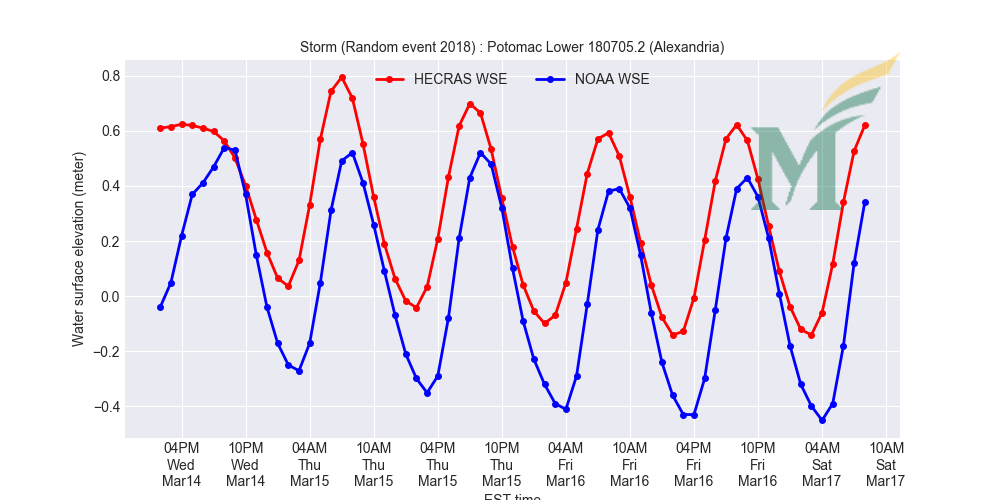 Storm (Random event 2018) : Potomac Lower 180705.2 (Alexandria)
HECRAS WSE NOAA WSE
M
Water surface elevation (meter)
0.8
0.6
0.4
0.2
0.0
−0.2
−0.4
04PM 10PM 04AM 10AM 04PM 10PM 04AM 10AM 04PM 10PM 04AM 10AM
Wed Wed Thu Thu Thu Thu Fri Fri Fri Fri Sat Sat
Mar14 Mar14 Mar15 Mar15 Mar15 Mar15 Mar16 Mar16 Mar16 Mar16 Mar17 Mar17
EST time